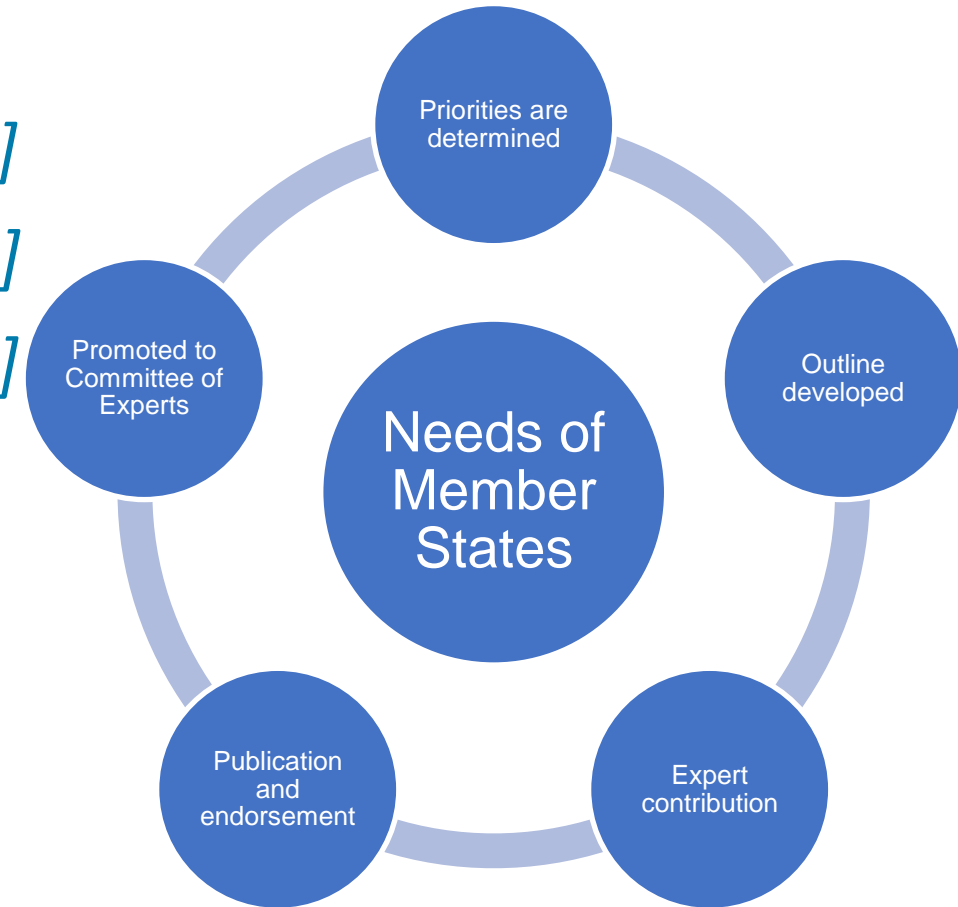 ]
]
]
Priorities are
determined
Outline
developed
Expert
contribution
Publication
and
endorsement
Promoted to
Committee of
Experts
Needs of
Member
States